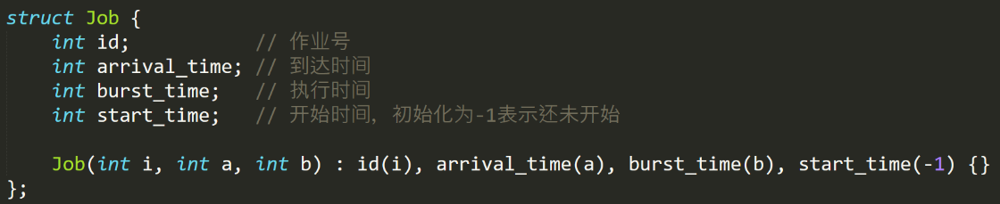 struct Job {
    int id;           // 作业号
    int arrival_time; // 到达时间
    int burst_time;   // 执行时间
    int start_time;   // 开始时间，初始化为-1表示还未开始
    Job(int i, int a, int b) : id(i), arrival_time(a), burst_time(b), start_time(-1) {}
};